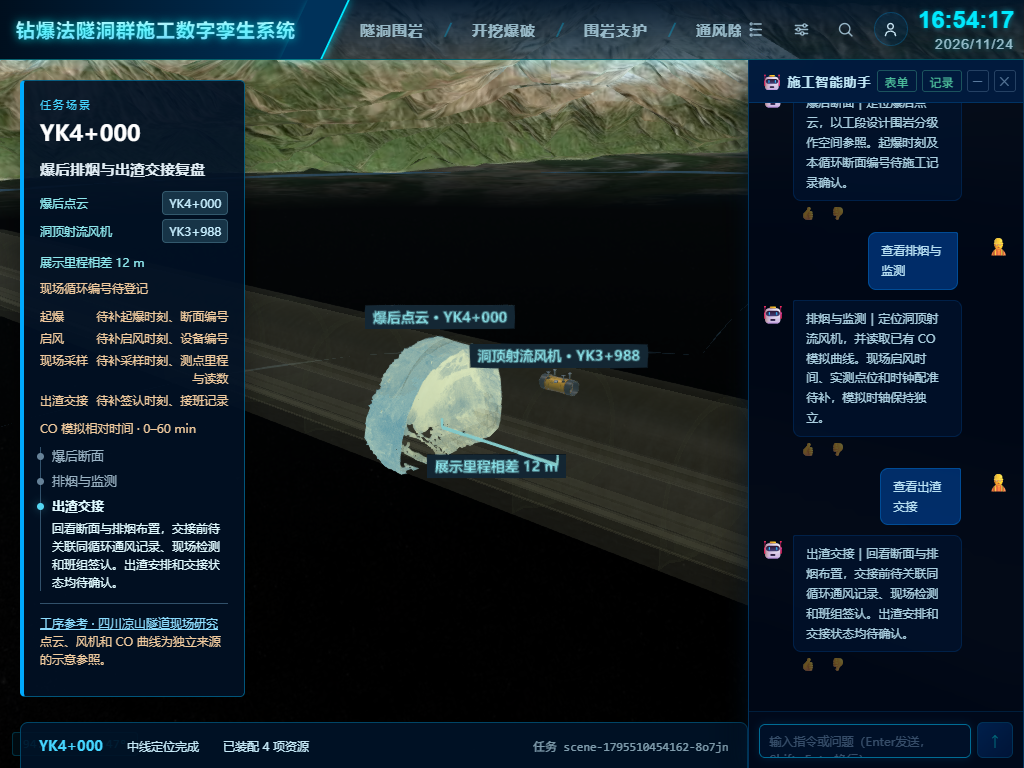 钻爆法隧洞群施工数字孪生系统
隧洞围岩 / 开挖爆破 / 围岩支护 / 通风除
16:54:17
2026/11/24
任务场景
YK4+000
爆后排烟与出渣交接复盘
爆后点云 YK4+000
洞顶射流风机 YK3+988
展示里程相差 12 m
现场循环编号待登记
起爆 待补起爆时刻、断面编号
启风 待补启风时刻、设备编号
现场采样 待补采样时刻、测点里程
与读数
出渣交接 待补签认时刻、接班记录
CO 模拟相对时间 · 0–60 min
爆后断面
排烟与监测
出渣交接
回看断面与排烟布置，交接前待
关联同循环通风记录、现场检测
和班组签认。出渣安排和交接状
态均待确认。
工序参考 · 四川凉山隧道现场研究
点云、风机和 CO 曲线为独立来源
的示意参照。
爆后点云 • YK4+000
洞顶射流风机 • YK3+988
展示里程相差 12 m
YK4+000 中线定位完成 已装配 4 项资源
任务 scene-1795510454162-8o7jn
施工智能助手 表单 记录
爆后断面 | 定位爆后点
云，以工段设计围岩分级
作空间参照。起爆时刻及
本循环断面编号待施工记
录确认。
查看排烟与
监测
排烟与监测 | 定位洞顶射
流风机，并读取已有 CO
模拟曲线。现场启风时
间、实测点位和时钟配准
待补，模拟时轴保持独
立。
查看出渣
交接
出渣交接 | 回看断面与排
烟布置，交接前待关联同
循环通风记录、现场检测
和班组签认。出渣安排和
交接状态均待确认。
输入指令或问题（Enter发送，